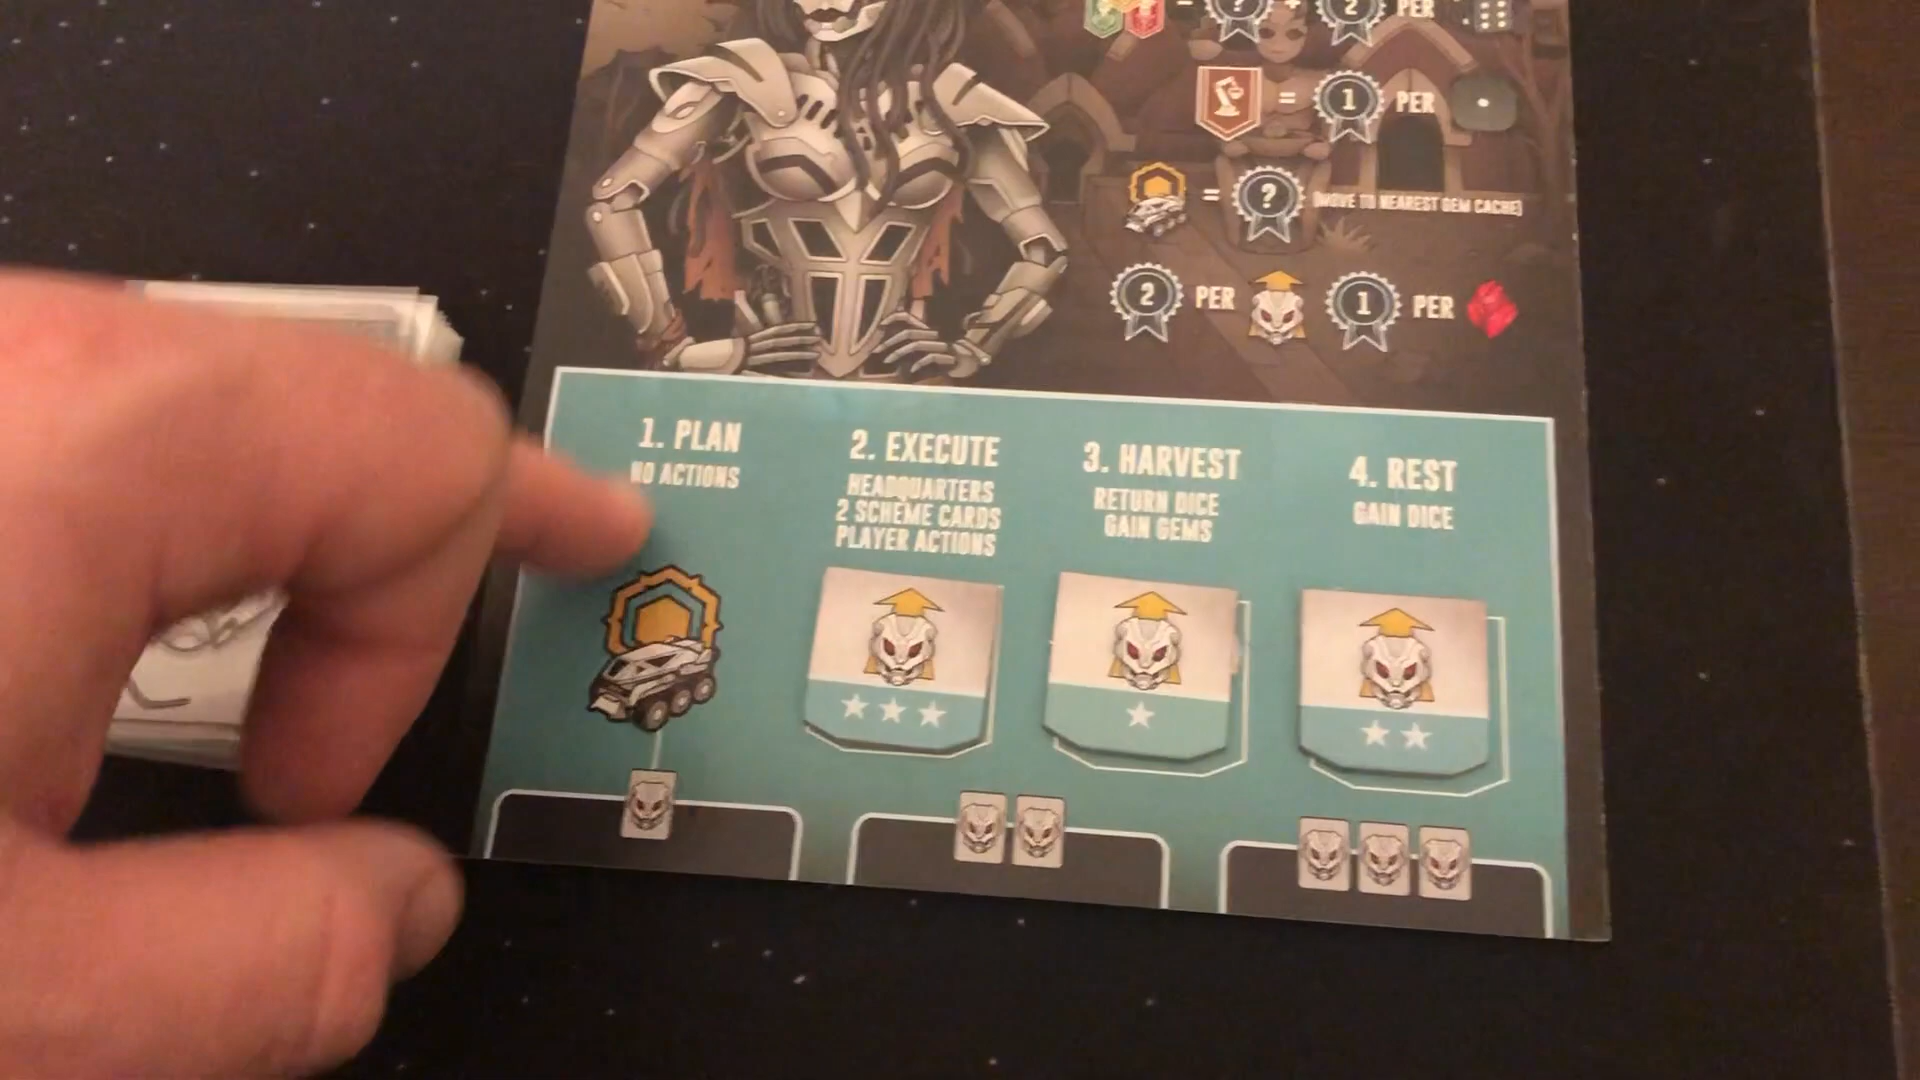 = ? + 2 PER
= 1 PER
= ? (MOVE TO NEAREST GEM CACHE)
2 PER 1 PER
1. PLAN
NO ACTIONS
2. EXECUTE
HEADQUARTERS
2 SCHEME CARDS
PLAYER ACTIONS
3. HARVEST
RETURN DICE
GAIN GEMS
4. REST
GAIN DICE